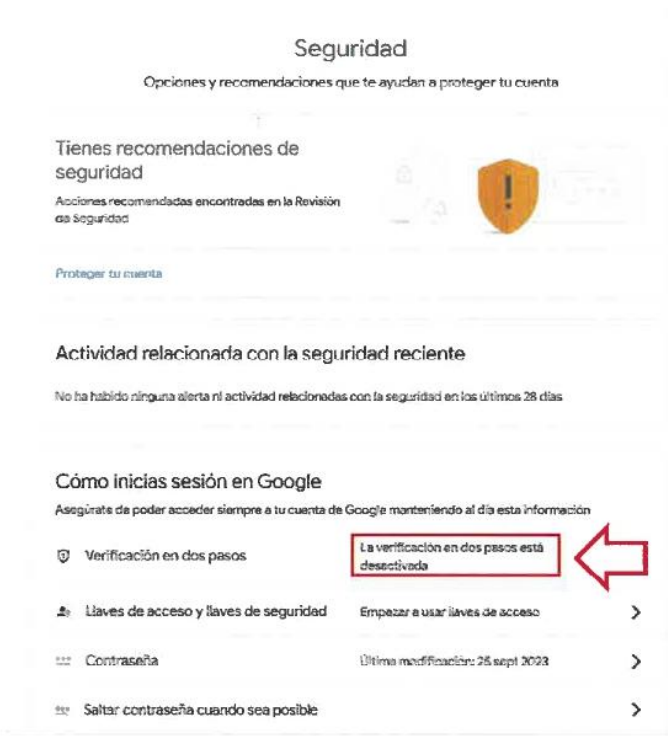 Seguridad
Opciones y recomendaciones que te ayudan a proteger tu cuenta
Tienes recomendaciones de
seguridad
Acciones recomendadas encontradas en la Revisión
de Seguridad
Proteger tu cuenta
Actividad relacionada con la seguridad reciente
No ha habido ninguna alerta ni actividad relacionadas con la seguridad en los últimos 28 días
Cómo inicias sesión en Google
Asegúrate de poder acceder siempre a tu cuenta de Google manteniendo al día esta información
Verificación en dos pasos
La verificación en dos pasos está
desactivada
Llaves de acceso y llaves de seguridad
Empezar a usar llaves de acceso
Contraseña
Última modificación: 26 sept 2023
Saltar contraseña cuando sea posible